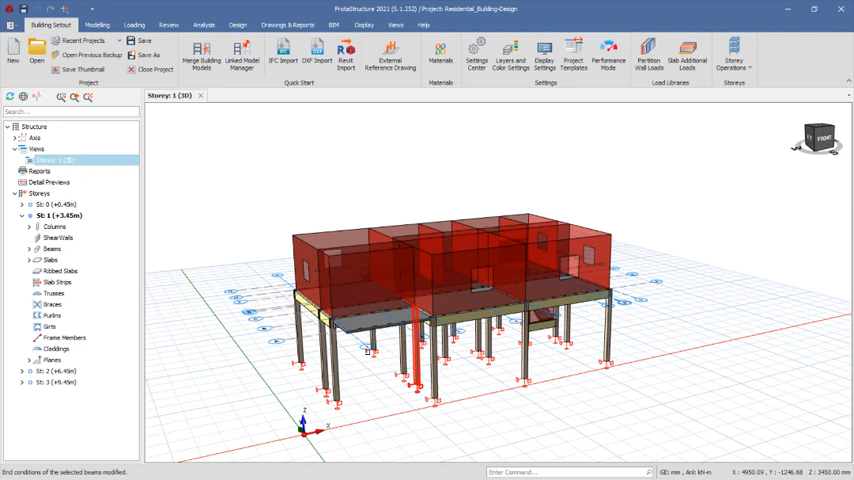 ProtaStructure 2021 (5.1.252) / Project: Residential_Building-Design
Building Setout Modelling Loading Review Analysis Design Drawings & Reports BIM Display Views Help
New
Open
Recent Projects
Open Previous Backup
Save Thumbnail
Save
Save As
Close Project
Project
Merge Building Models
Linked Model Manager
IFC Import
DXF Import
Revit Import
External Reference Drawing
Quick Start
Materials
Materials
Settings Center
Layers and Color Settings
Display Settings
Project Templates
Performance Mode
Settings
Partition Wall Loads
Slab Additional Loads
Load Libraries
Storey Operations
Storeys
Storey: 1 (3D)
Search...
Structure
Axis
Views
Storey: 1 (3D)
Reports
Detail Previews
Storeys
St: 0 (+0.45m)
St: 1 (+3.45m)
Columns
ShearWalls
Beams
Slabs
Ribbed Slabs
Slab Strips
Trusses
Braces
Purlins
Girts
Frame Members
Claddings
Planes
St: 2 (+6.45m)
St: 3 (+9.45m)
FRONT
Z
X
End conditions of the selected beams modified.
Enter Command...
GE: mm, Anl: kN-m
X : 4950.09, Y : -1246.68
Z : 3450.00 mm